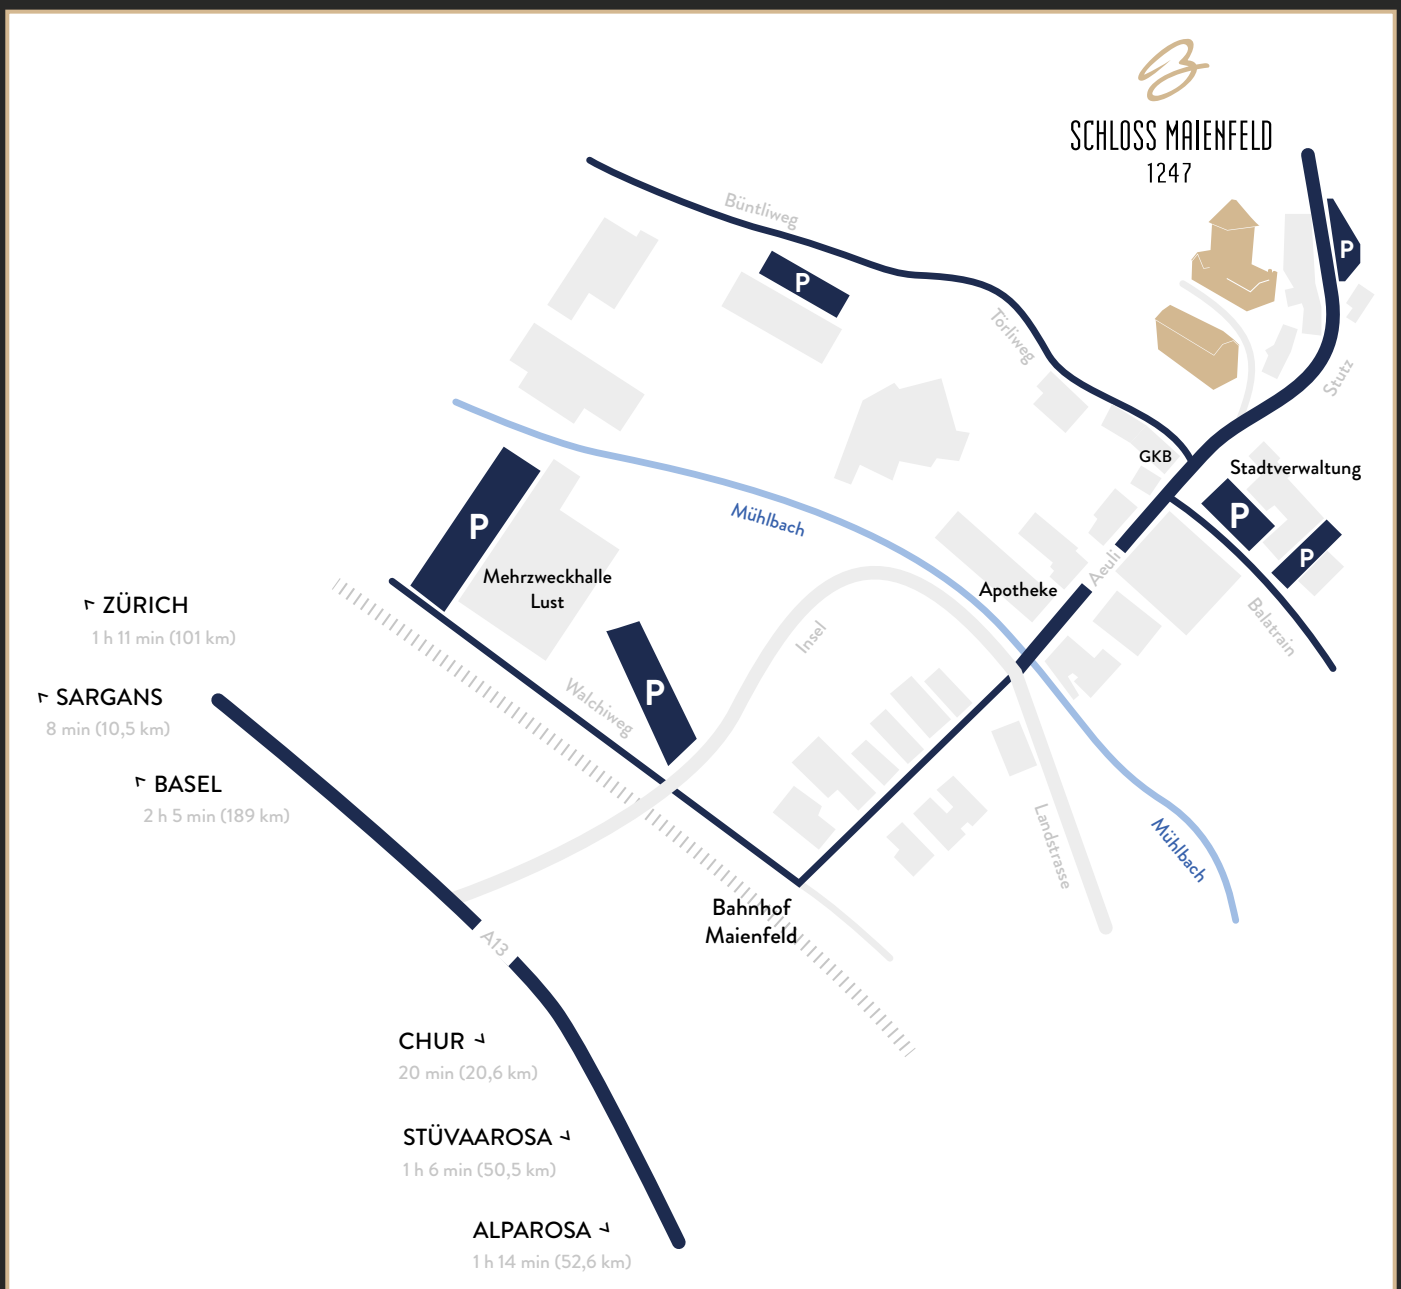 SCHLOSS MAIENFELD
1247
Büntliweg
P
P
Törliweg
Stutz
GKB
Stadtverwaltung
P
P
P
Mühlbach
Aeuli
Mehrzweckhalle
Lust
Apotheke
Balatrain
Insel
P
Walchiweg
ZÜRICH
1 h 11 min (101 km)
SARGANS
8 min (10,5 km)
BASEL
2 h 5 min (189 km)
Landstrasse
Mühlbach
Bahnhof
Maienfeld
A13
CHUR
20 min (20,6 km)
STÜVAAROSA
1 h 6 min (50,5 km)
ALPAROSA
1 h 14 min (52,6 km)